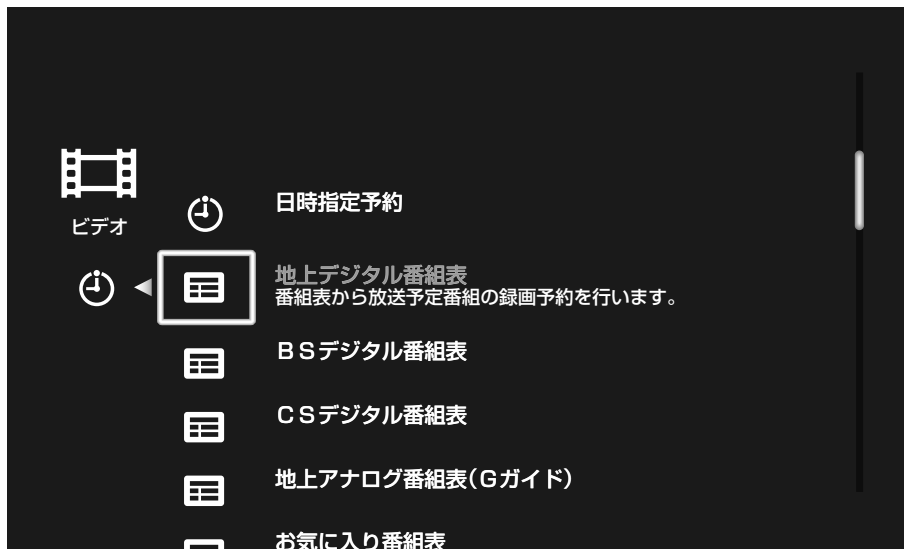 ビデオ
日時指定予約
地上デジタル番組表
番組表から放送予定番組の録画予約を行います。
ＢＳデジタル番組表
ＣＳデジタル番組表
地上アナログ番組表(Ｇガイド)
お気に入り番組表